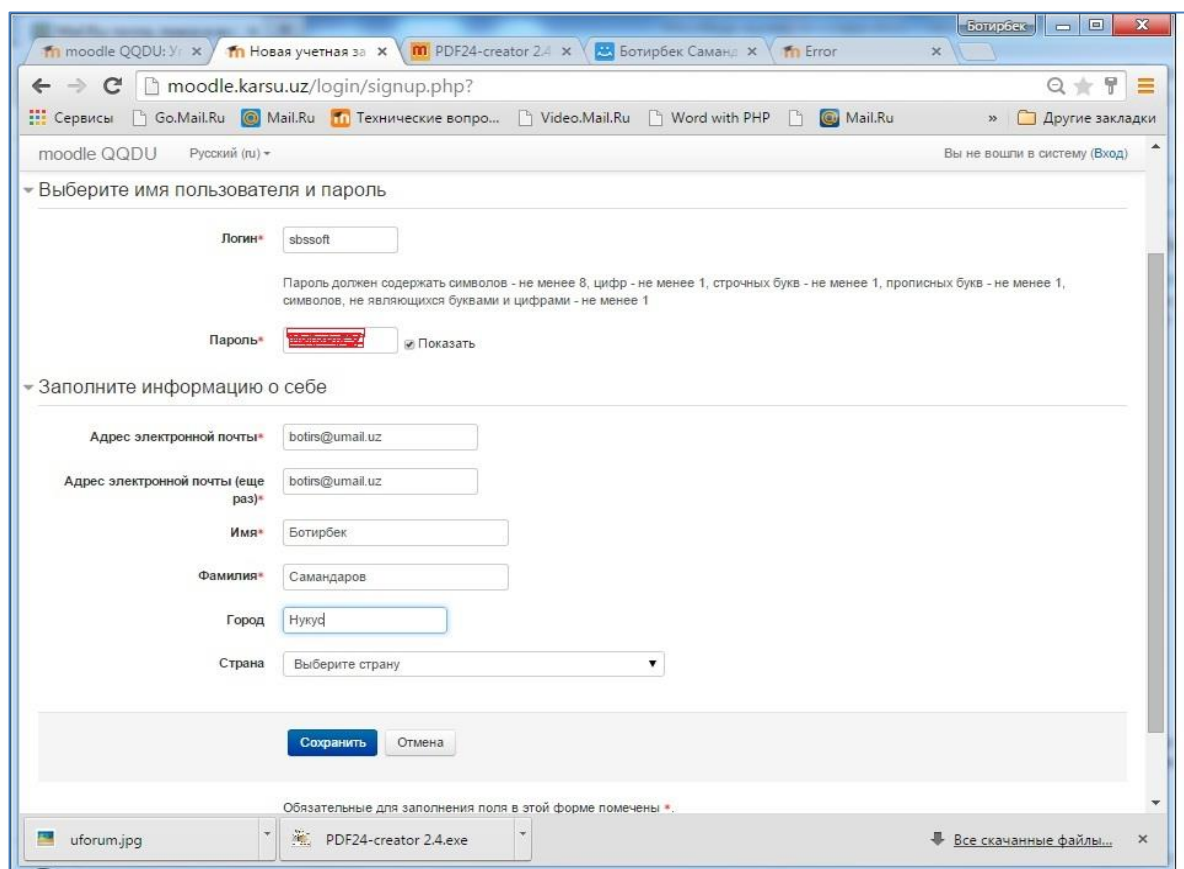 Ботирбек
moodle QQDU: Уч
Новая учетная за
PDF24-creator 2.4
Ботирбек Саманд
Error
moodle.karsu.uz/login/signup.php?
Сервисы Go.Mail.Ru Mail.Ru Технические вопро... Video.Mail.Ru Word with PHP Mail.Ru » Другие закладки
moodle QQDU Русский (ru) Вы не вошли в систему (Вход)
Выберите имя пользователя и пароль
Логин* sbssoft
Пароль должен содержать символов - не менее 8, цифр - не менее 1, строчных букв - не менее 1, прописных букв - не менее 1,
символов, не являющихся буквами и цифрами - не менее 1
Пароль* Показать
Заполните информацию о себе
Адрес электронной почты* botirs@umail.uz
Адрес электронной почты (еще
раз)* botirs@umail.uz
Имя* Ботирбек
Фамилия* Самандаров
Город Нукус
Страна Выберите страну
Сохранить Отмена
Обязательные для заполнения поля в этой форме помечены *.
uforum.jpg PDF24-creator 2.4.exe Все скачанные файлы...